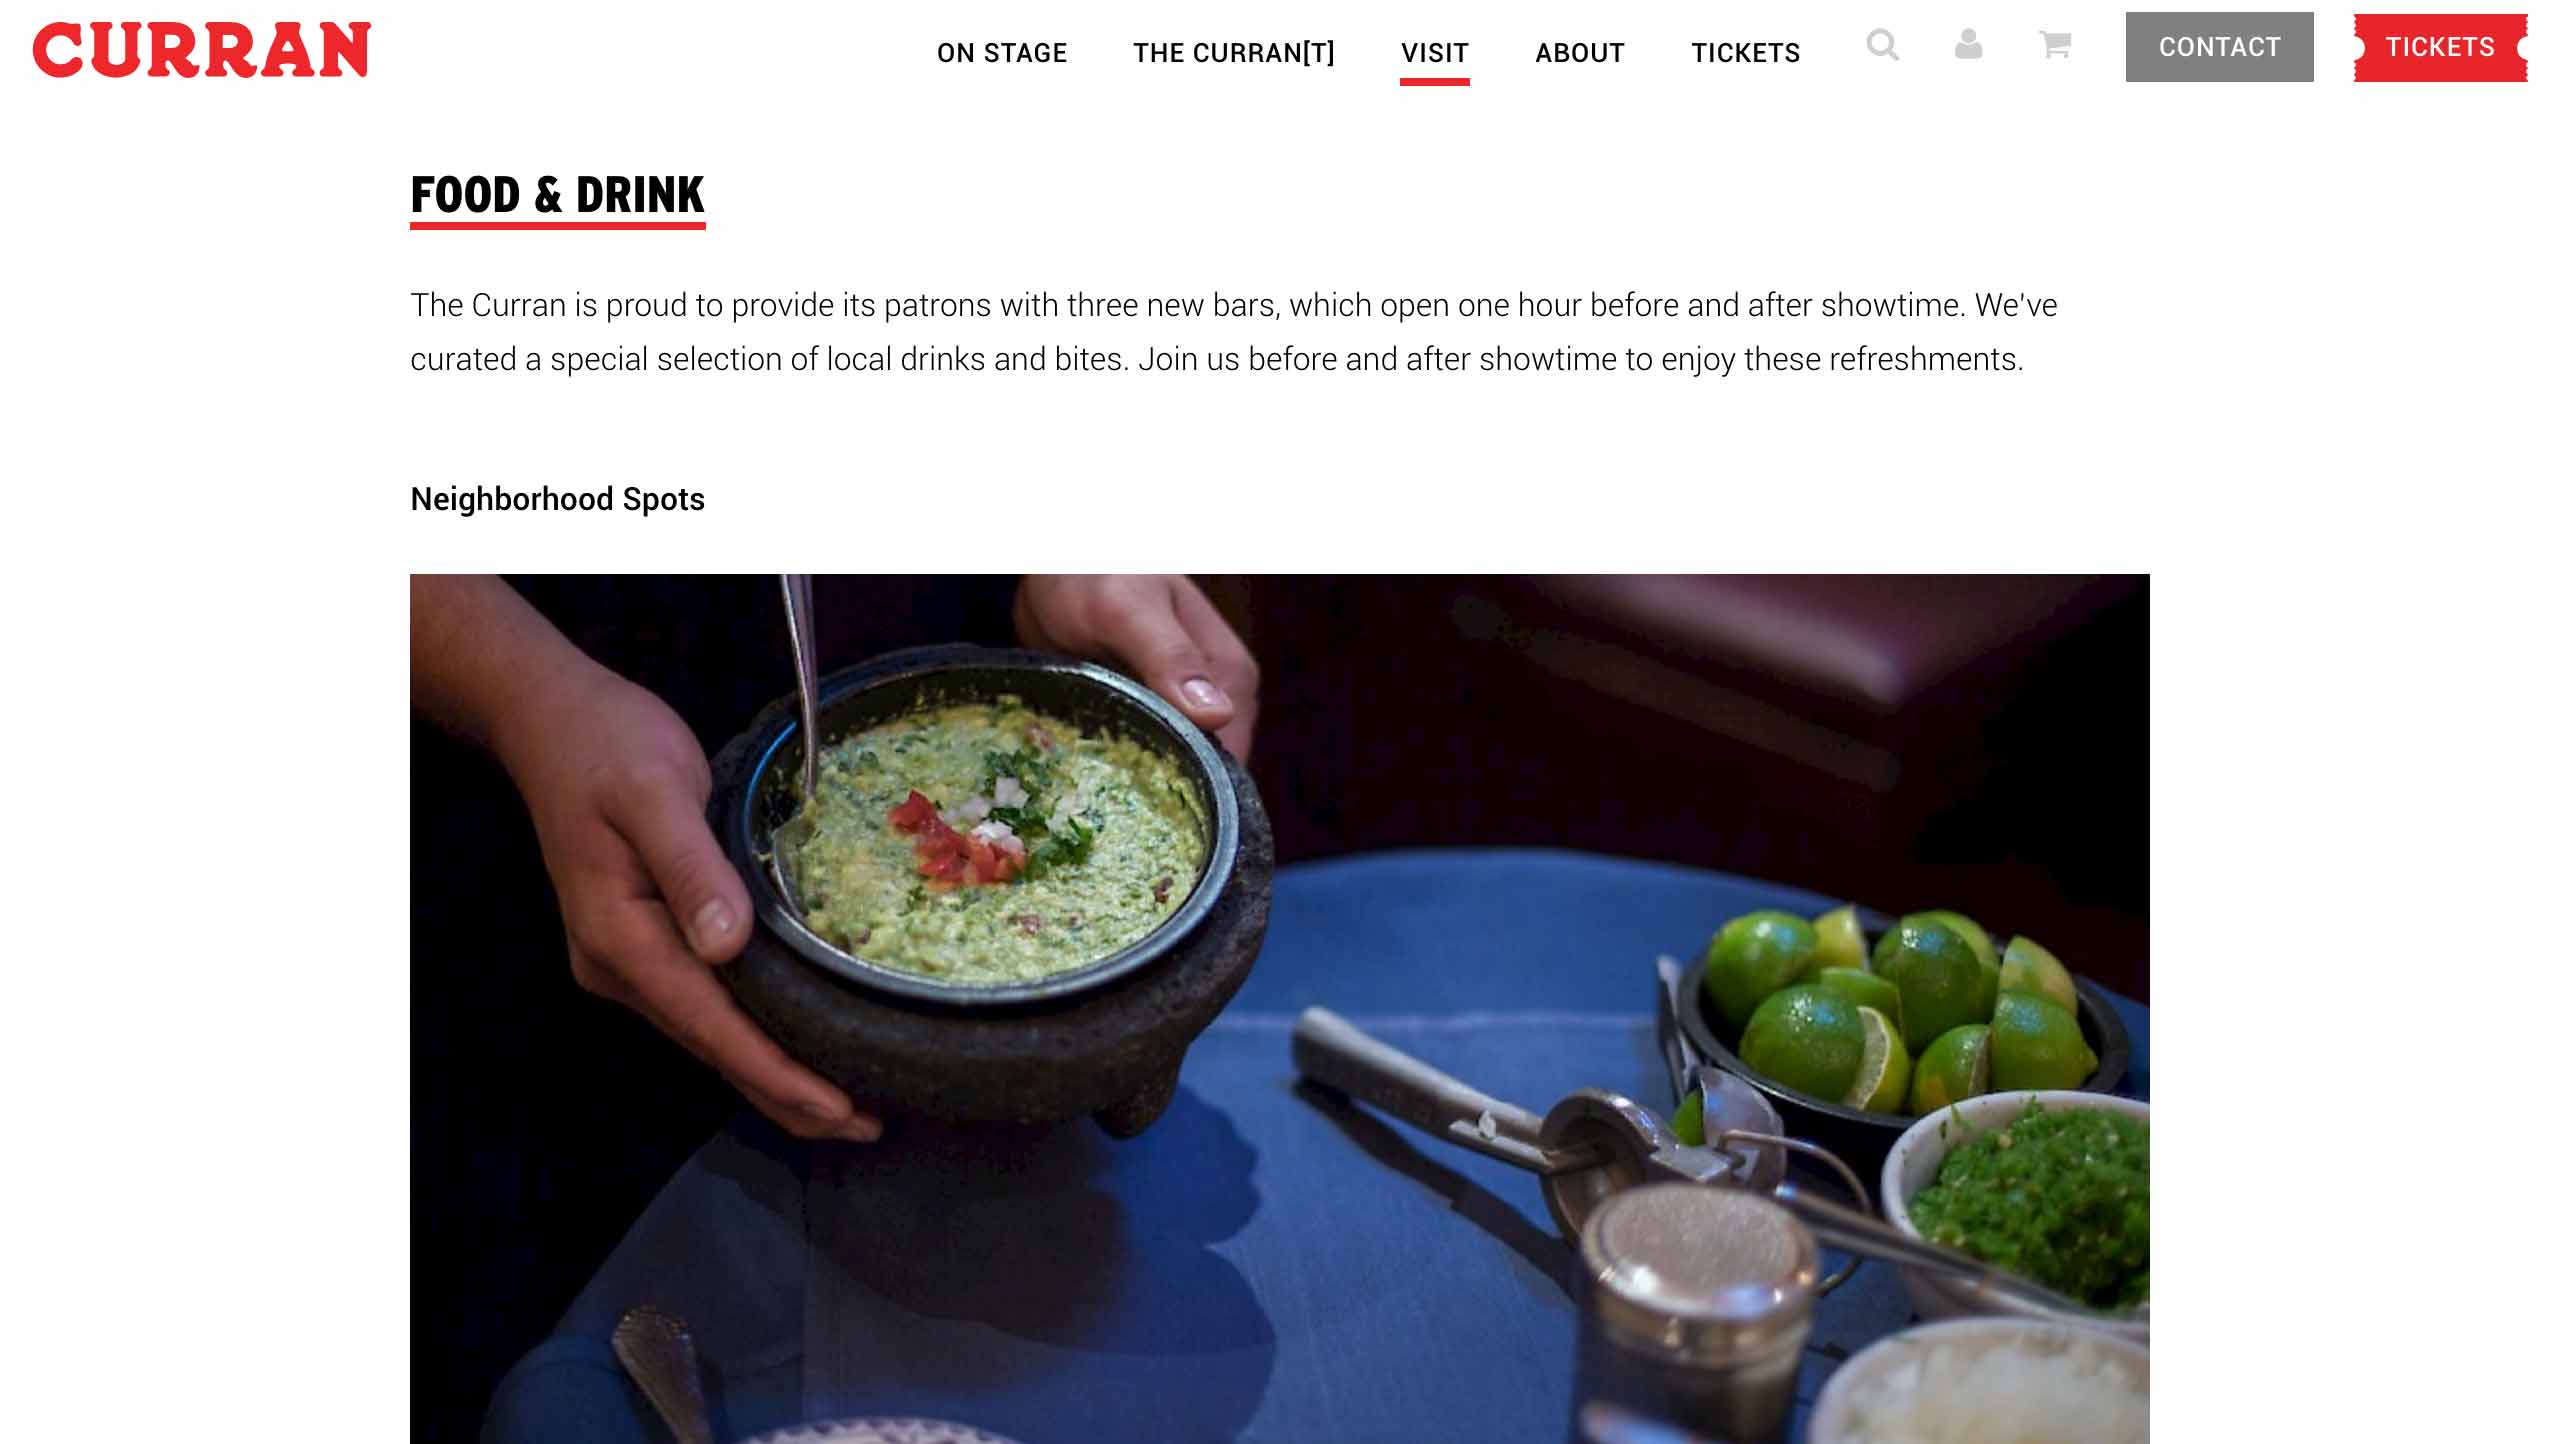 CURRAN
ON STAGE
THE CURRAN[T]
VISIT
ABOUT
TICKETS
CONTACT
TICKETS
FOOD & DRINK
The Curran is proud to provide its patrons with three new bars, which open one hour before and after showtime. We've
curated a special selection of local drinks and bites. Join us before and after showtime to enjoy these refreshments.
Neighborhood Spots